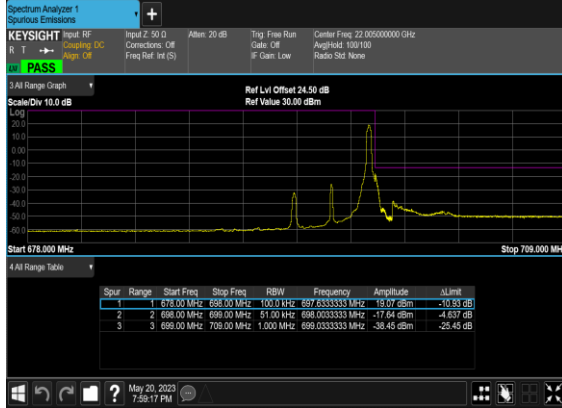 Spectrum Analyzer 1
Spurious Emissions
KEYSIGHT Input: RF Input Z: 50 Ω Atten: 20 dB Trig: Free Run Center Freq: 22.005000000 GHz
R T Coupling: DC Corrections: Off Gate: Off Avg|Hold: 100/100
Align: Off Freq Ref: Int (S) IF Gain: Low Radio Std: None
PASS
3 All Range Graph
Ref Lvl Offset 24.50 dB
Scale/Div 10.0 dB Ref Value 30.00 dBm
Log
20.0
10.0
0.00
-10.0
-20.0
-30.0
-40.0
-50.0
-60.0
Start 678.000 MHz Stop 709.000 MH
4 All Range Table
Spur Range Start Freq Stop Freq RBW Frequency Amplitude ΔLimit
1 1 678.00 MHz 698.00 MHz 100.0 kHz 697.6333333 MHz 19.07 dBm -10.93 dB
2 2 698.00 MHz 699.00 MHz 51.00 kHz 698.0033333 MHz -17.64 dBm -4.637 dB
3 3 699.00 MHz 709.00 MHz 1.000 MHz 699.0333333 MHz -38.45 dBm -25.45 dB
May 20, 2023
7:59:17 PM